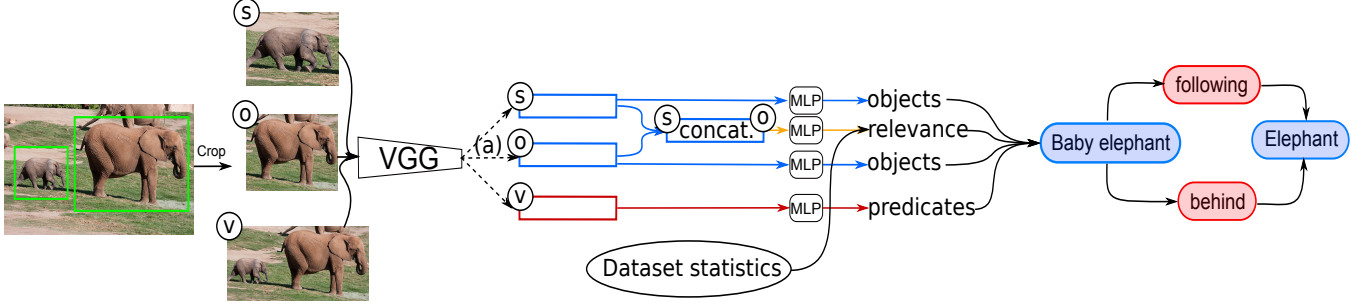 s
o
v
Crop
VGG
(a)
s
o
v
s concat. o
MLP
MLP
MLP
MLP
objects
relevance
objects
predicates
Dataset statistics
Baby elephant
following
behind
Elephant